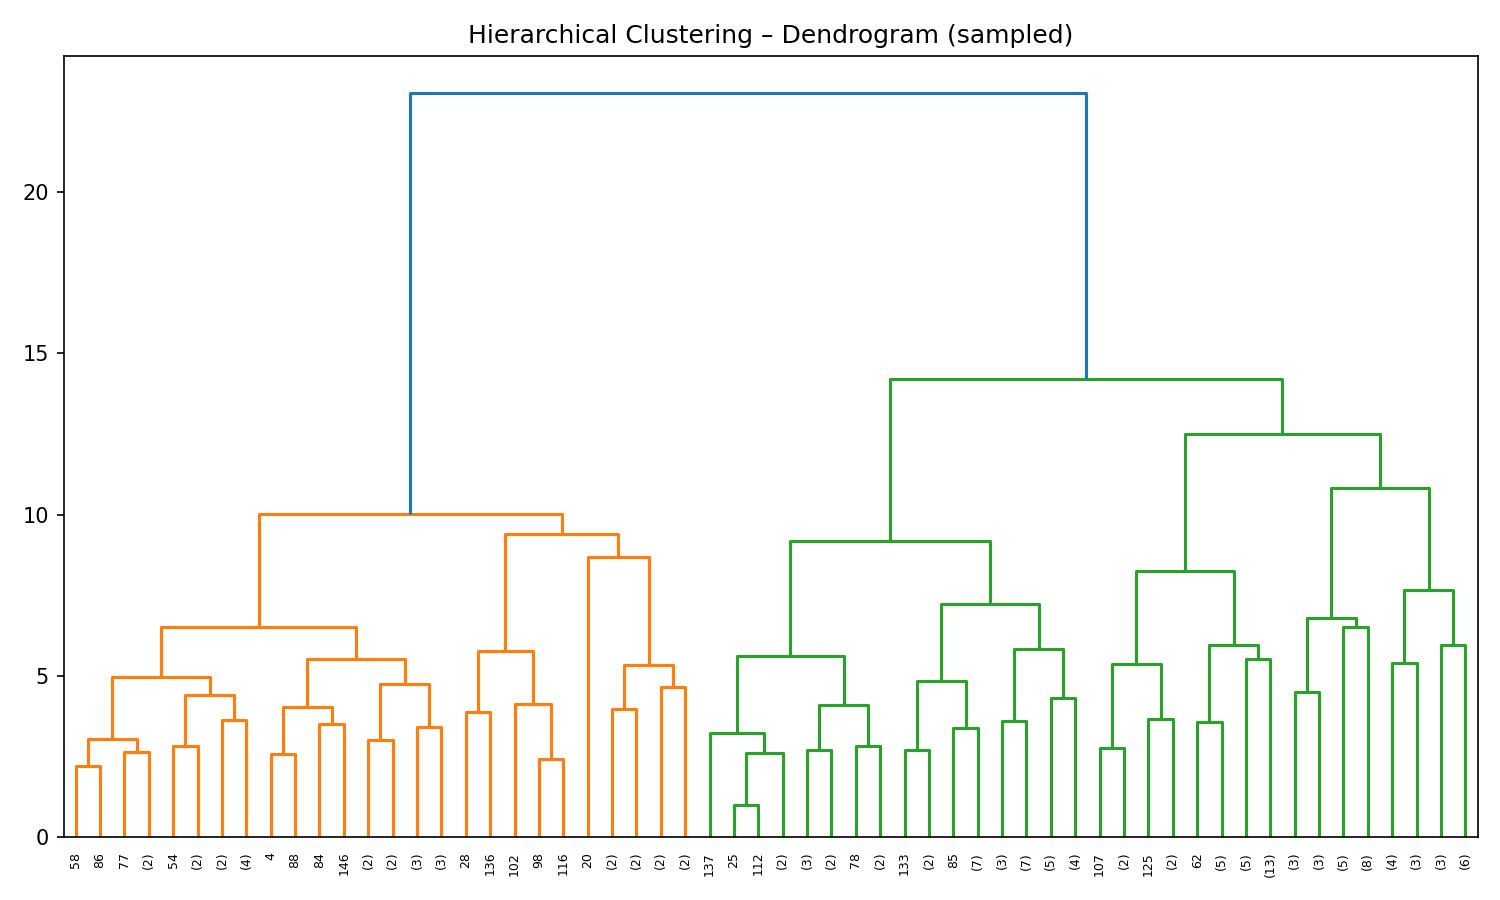 Hierarchical Clustering – Dendrogram (sampled)
20
15
10
5
0
58 86 77 (2) 54 (2) (2) (4) 4 88 84 146 (2) (2) (3) (3) 28 136 102 98 116 20 (2) (2) (2) (2) 137 25 112 (2) (3) (2) 78 (2) 133 (2) 85 (7) (3) (7) (5) (4) 107 (2) 125 (2) 62 (5) (5) (13) (3) (3) (5) (8) (4) (3) (3) (6)